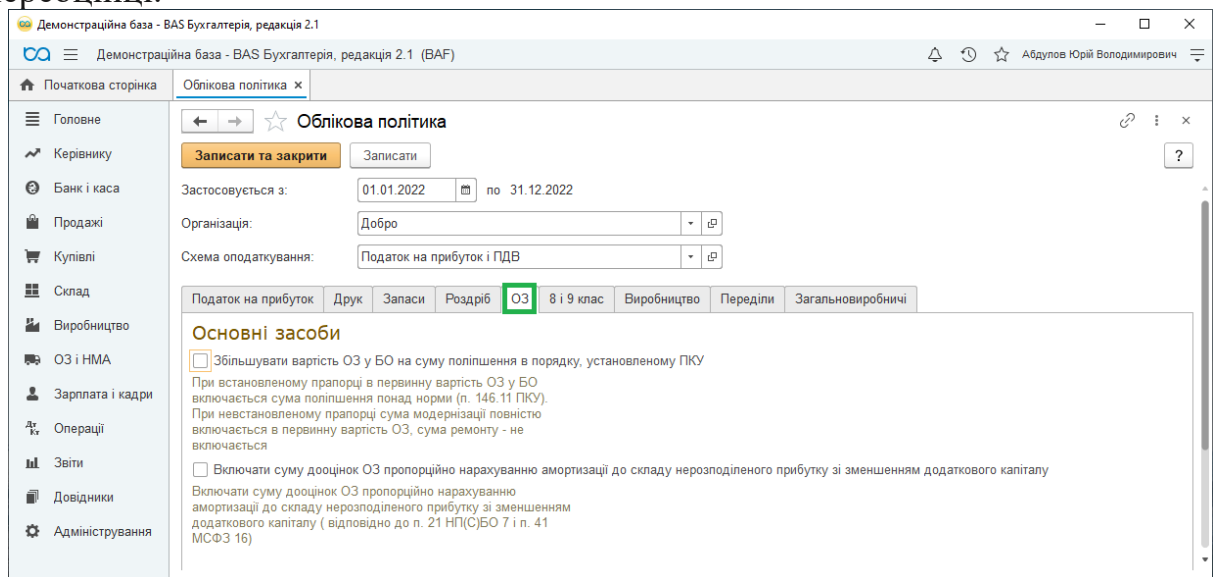 Демонстраційна база - BAS Бухгалтерія, редакція 2.1
Демонстраційна база - BAS Бухгалтерія, редакція 2.1 (BAF)
Абдулов Юрій Володимирович
Початкова сторінка
Облікова політика ×
Головне
Керівнику
Банк і каса
Продажі
Купівлі
Склад
Виробництво
ОЗ і НМА
Зарплата і кадри
Дт Кт Операції
Звіти
Довідники
Адміністрування
Облікова політика
Записати та закрити
Записати
?
Застосовується з: 01.01.2022 по 31.12.2022
Організація: Добро
Схема оподаткування: Податок на прибуток і ПДВ
Податок на прибуток Друк Запаси Роздріб ОЗ 8 і 9 клас Виробництво Переділи Загальновиробничі
Основні засоби
Збільшувати вартість ОЗ у БО на суму поліпшення в порядку, установленому ПКУ
При встановленому прапорці в первинну вартість ОЗ у БО
включається сума поліпшення понад норми (п. 146.11 ПКУ).
При невстановленому прапорці сума модернізації повністю
включається в первинну вартість ОЗ, сума ремонту - не
включається
Включати суму дооцінок ОЗ пропорційно нарахуванню амортизації до складу нерозподіленого прибутку зі зменшенням додаткового капіталу
Включати суму дооцінок ОЗ пропорційно нарахуванню
амортизації до складу нерозподіленого прибутку зі зменшенням
додаткового капіталу ( відповідно до п. 21 НП(С)БО 7 і п. 41
МСФЗ 16)